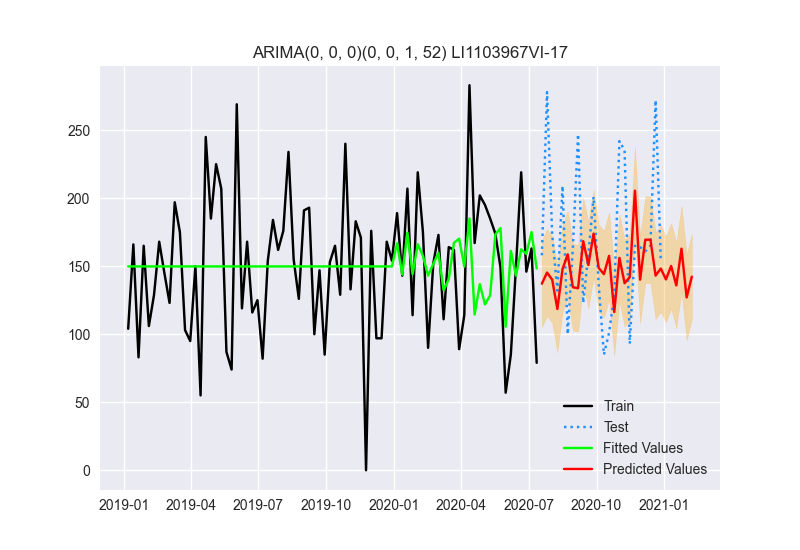 ARIMA(0, 0, 0)(0, 0, 1, 52) LI1103967VI-17
250
200
150
100
50
0
Train
Test
Fitted Values
Predicted Values
2019-01 2019-04 2019-07 2019-10 2020-01 2020-04 2020-07 2020-10 2021-01